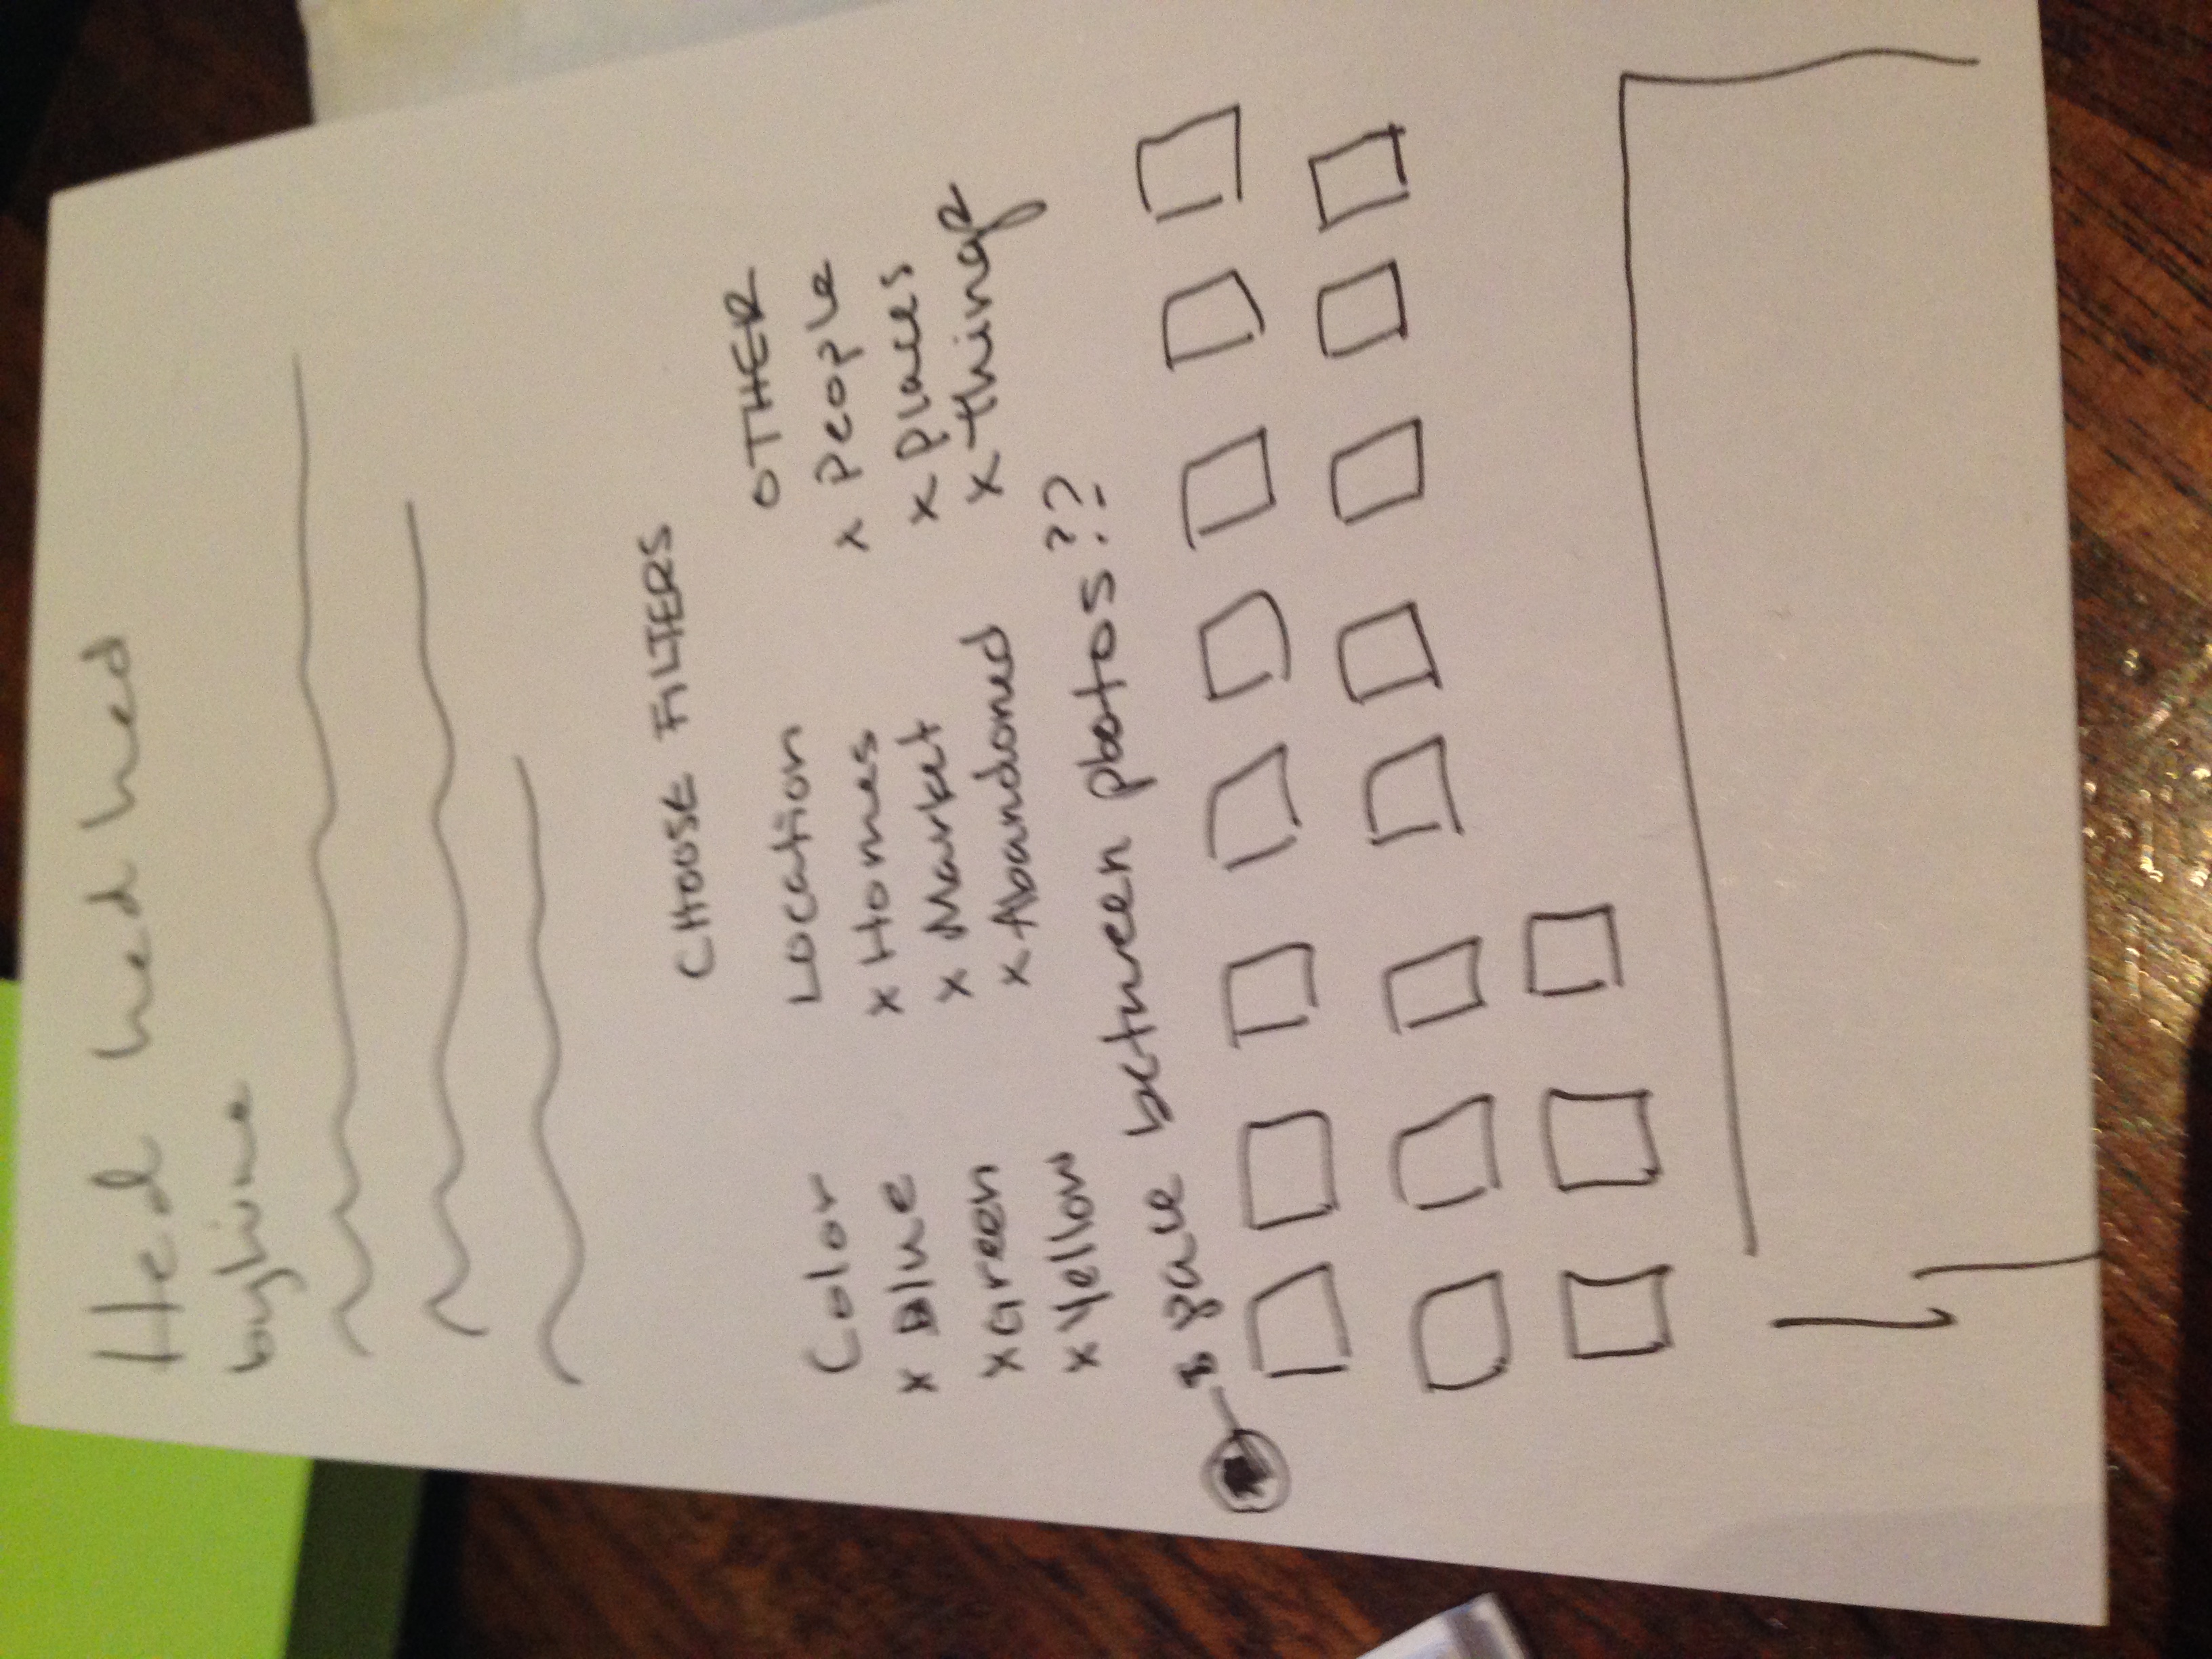 Hed hed hed
byline
CHOOSE FILTERS
Color
x Blue
x Green
x Yellow
Location
x Homes
x Market
x Abandoned
OTHER
x People
x Places
x Things
space between photos??